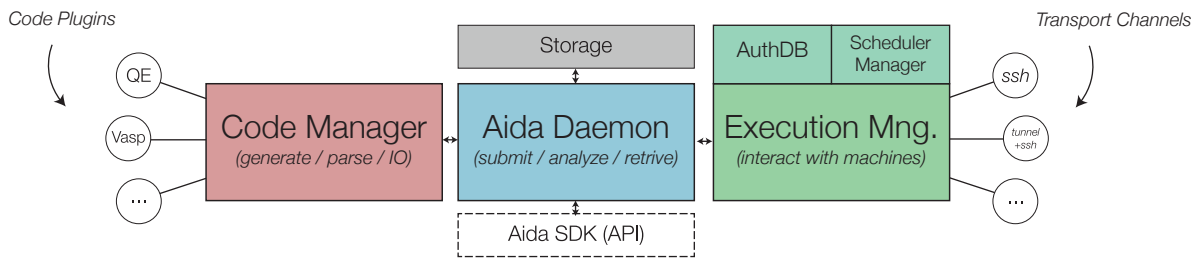 Code Plugins
Transport Channels
Storage
AuthDB
Scheduler
Manager
QE
Vasp
...
Code Manager
(generate / parse / IO)
Aida Daemon
(submit / analyze / retrive)
Execution Mng.
(interact with machines)
ssh
tunnel
+ssh
...
Aida SDK (API)